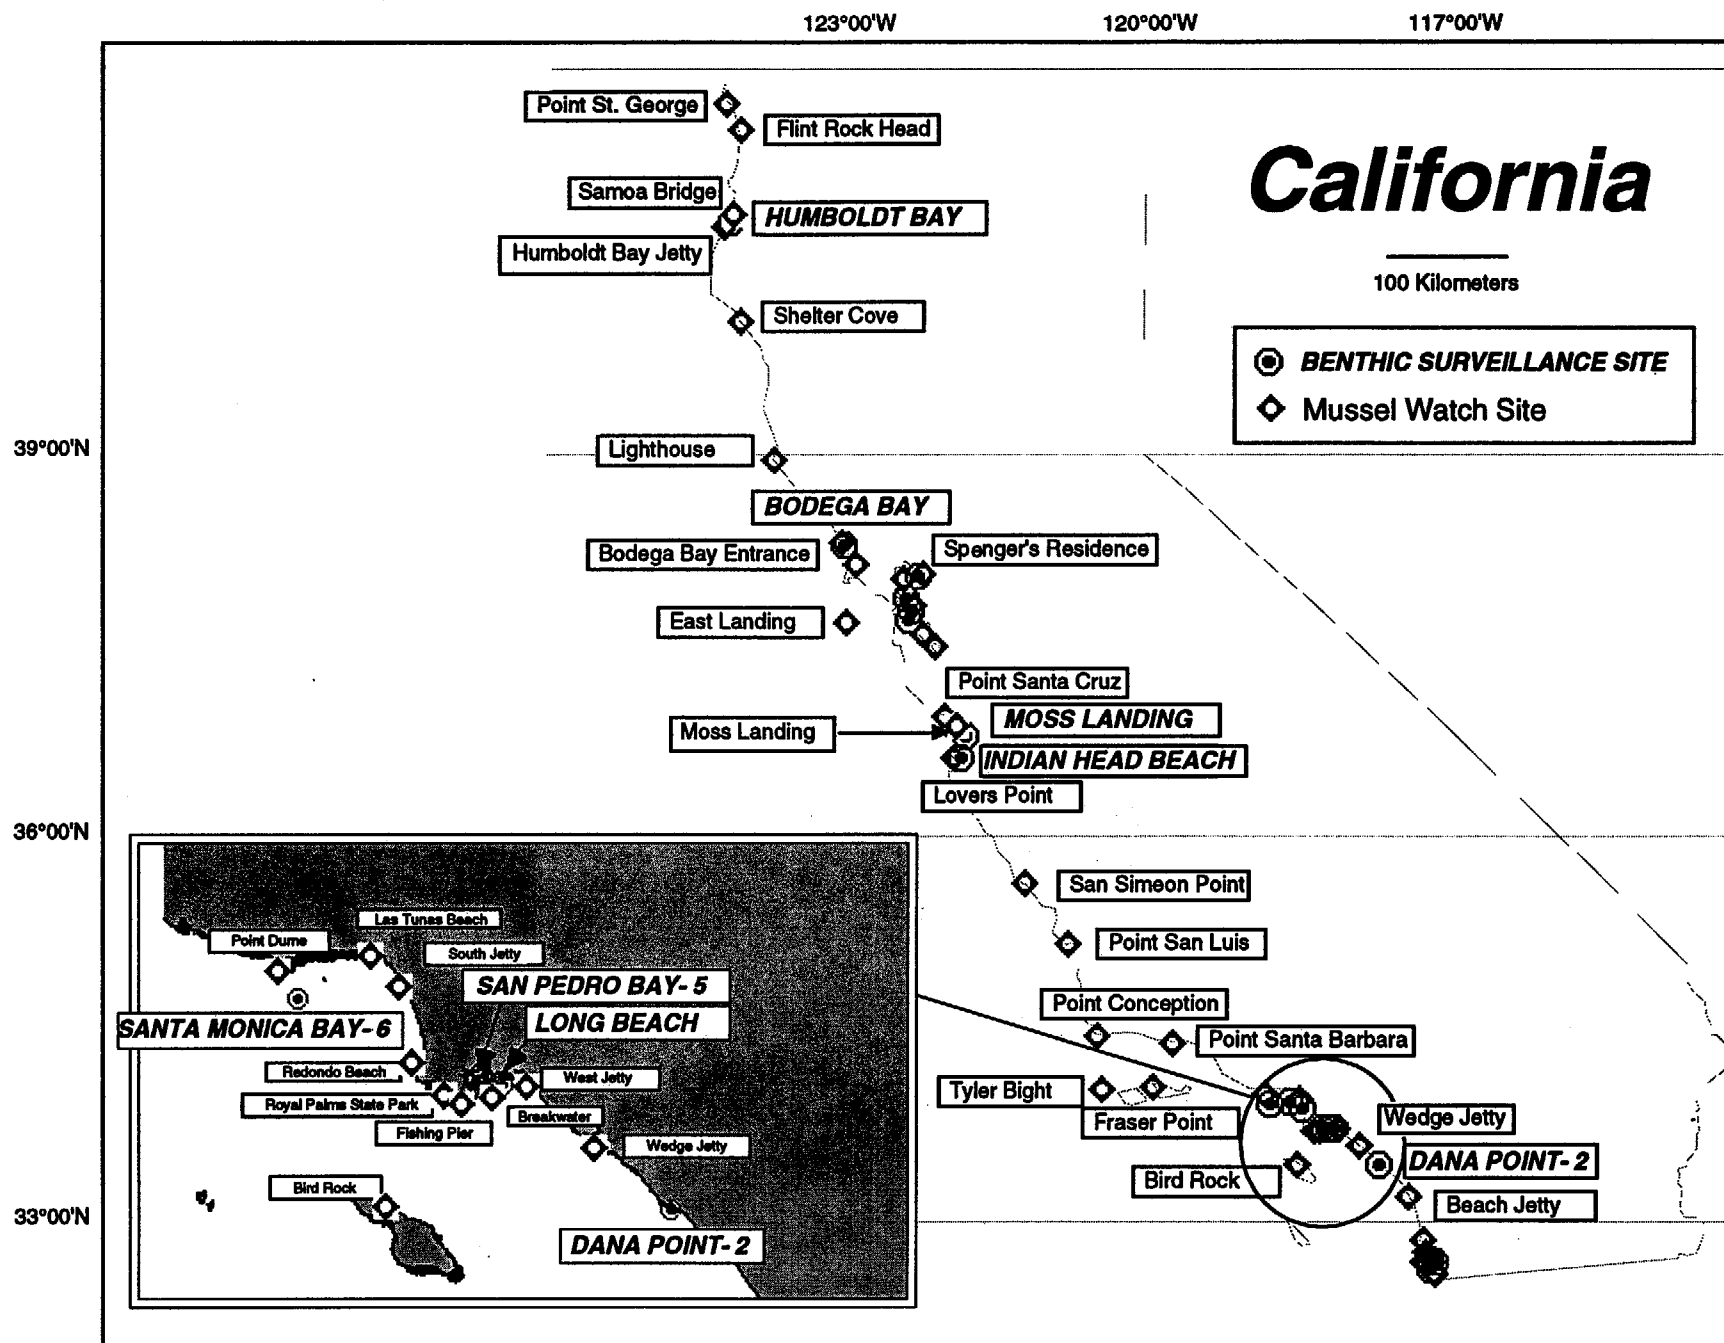 123°00'W
120°00'W
117°00'W
Point St. George
Flint Rock Head
California
Samoa Bridge
HUMBOLDT BAY
Humboldt Bay Jetty
100 Kilometers
Shelter Cove
BENTHIC SURVEILLANCE SITE
Mussel Watch Site
39°00'N
Lighthouse
BODEGA BAY
Bodega Bay Entrance
Spenger's Residence
East Landing
Point Santa Cruz
MOSS LANDING
Moss Landing
INDIAN HEAD BEACH
Lovers Point
36°00'N
San Simeon Point
Las Tunas Beach
Point Dume
South Jetty
Point San Luis
SAN PEDRO BAY- 5
Point Conception
LONG BEACH
SANTA MONICA BAY- 6
Point Santa Barbara
Redondo Beach
West Jetty
Tyler Bight
Royal Palms State Park
Breakwater
Fraser Point
Wedge Jetty
Fishing Pier
Wedge Jetty
DANA POINT- 2
Bird Rock
Bird Rock
Beach Jetty
33°00'N
DANA POINT- 2